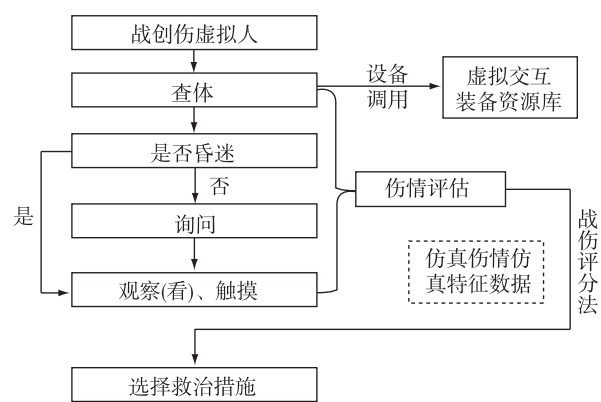 战创伤虚拟人
查体
设备
调用
虚拟交互
装备资源库
是否昏迷
否
是
询问
伤情评估
战伤评分法
仿真伤情仿
真特征数据
观察(看)、触摸
选择救治措施